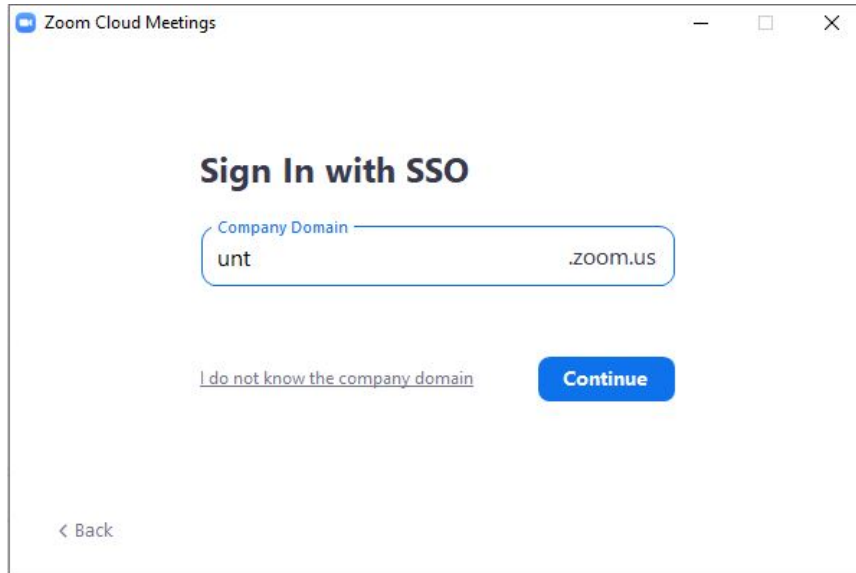 Zoom Cloud Meetings
Sign In with SSO
Company Domain
unt .zoom.us
I do not know the company domain Continue
< Back